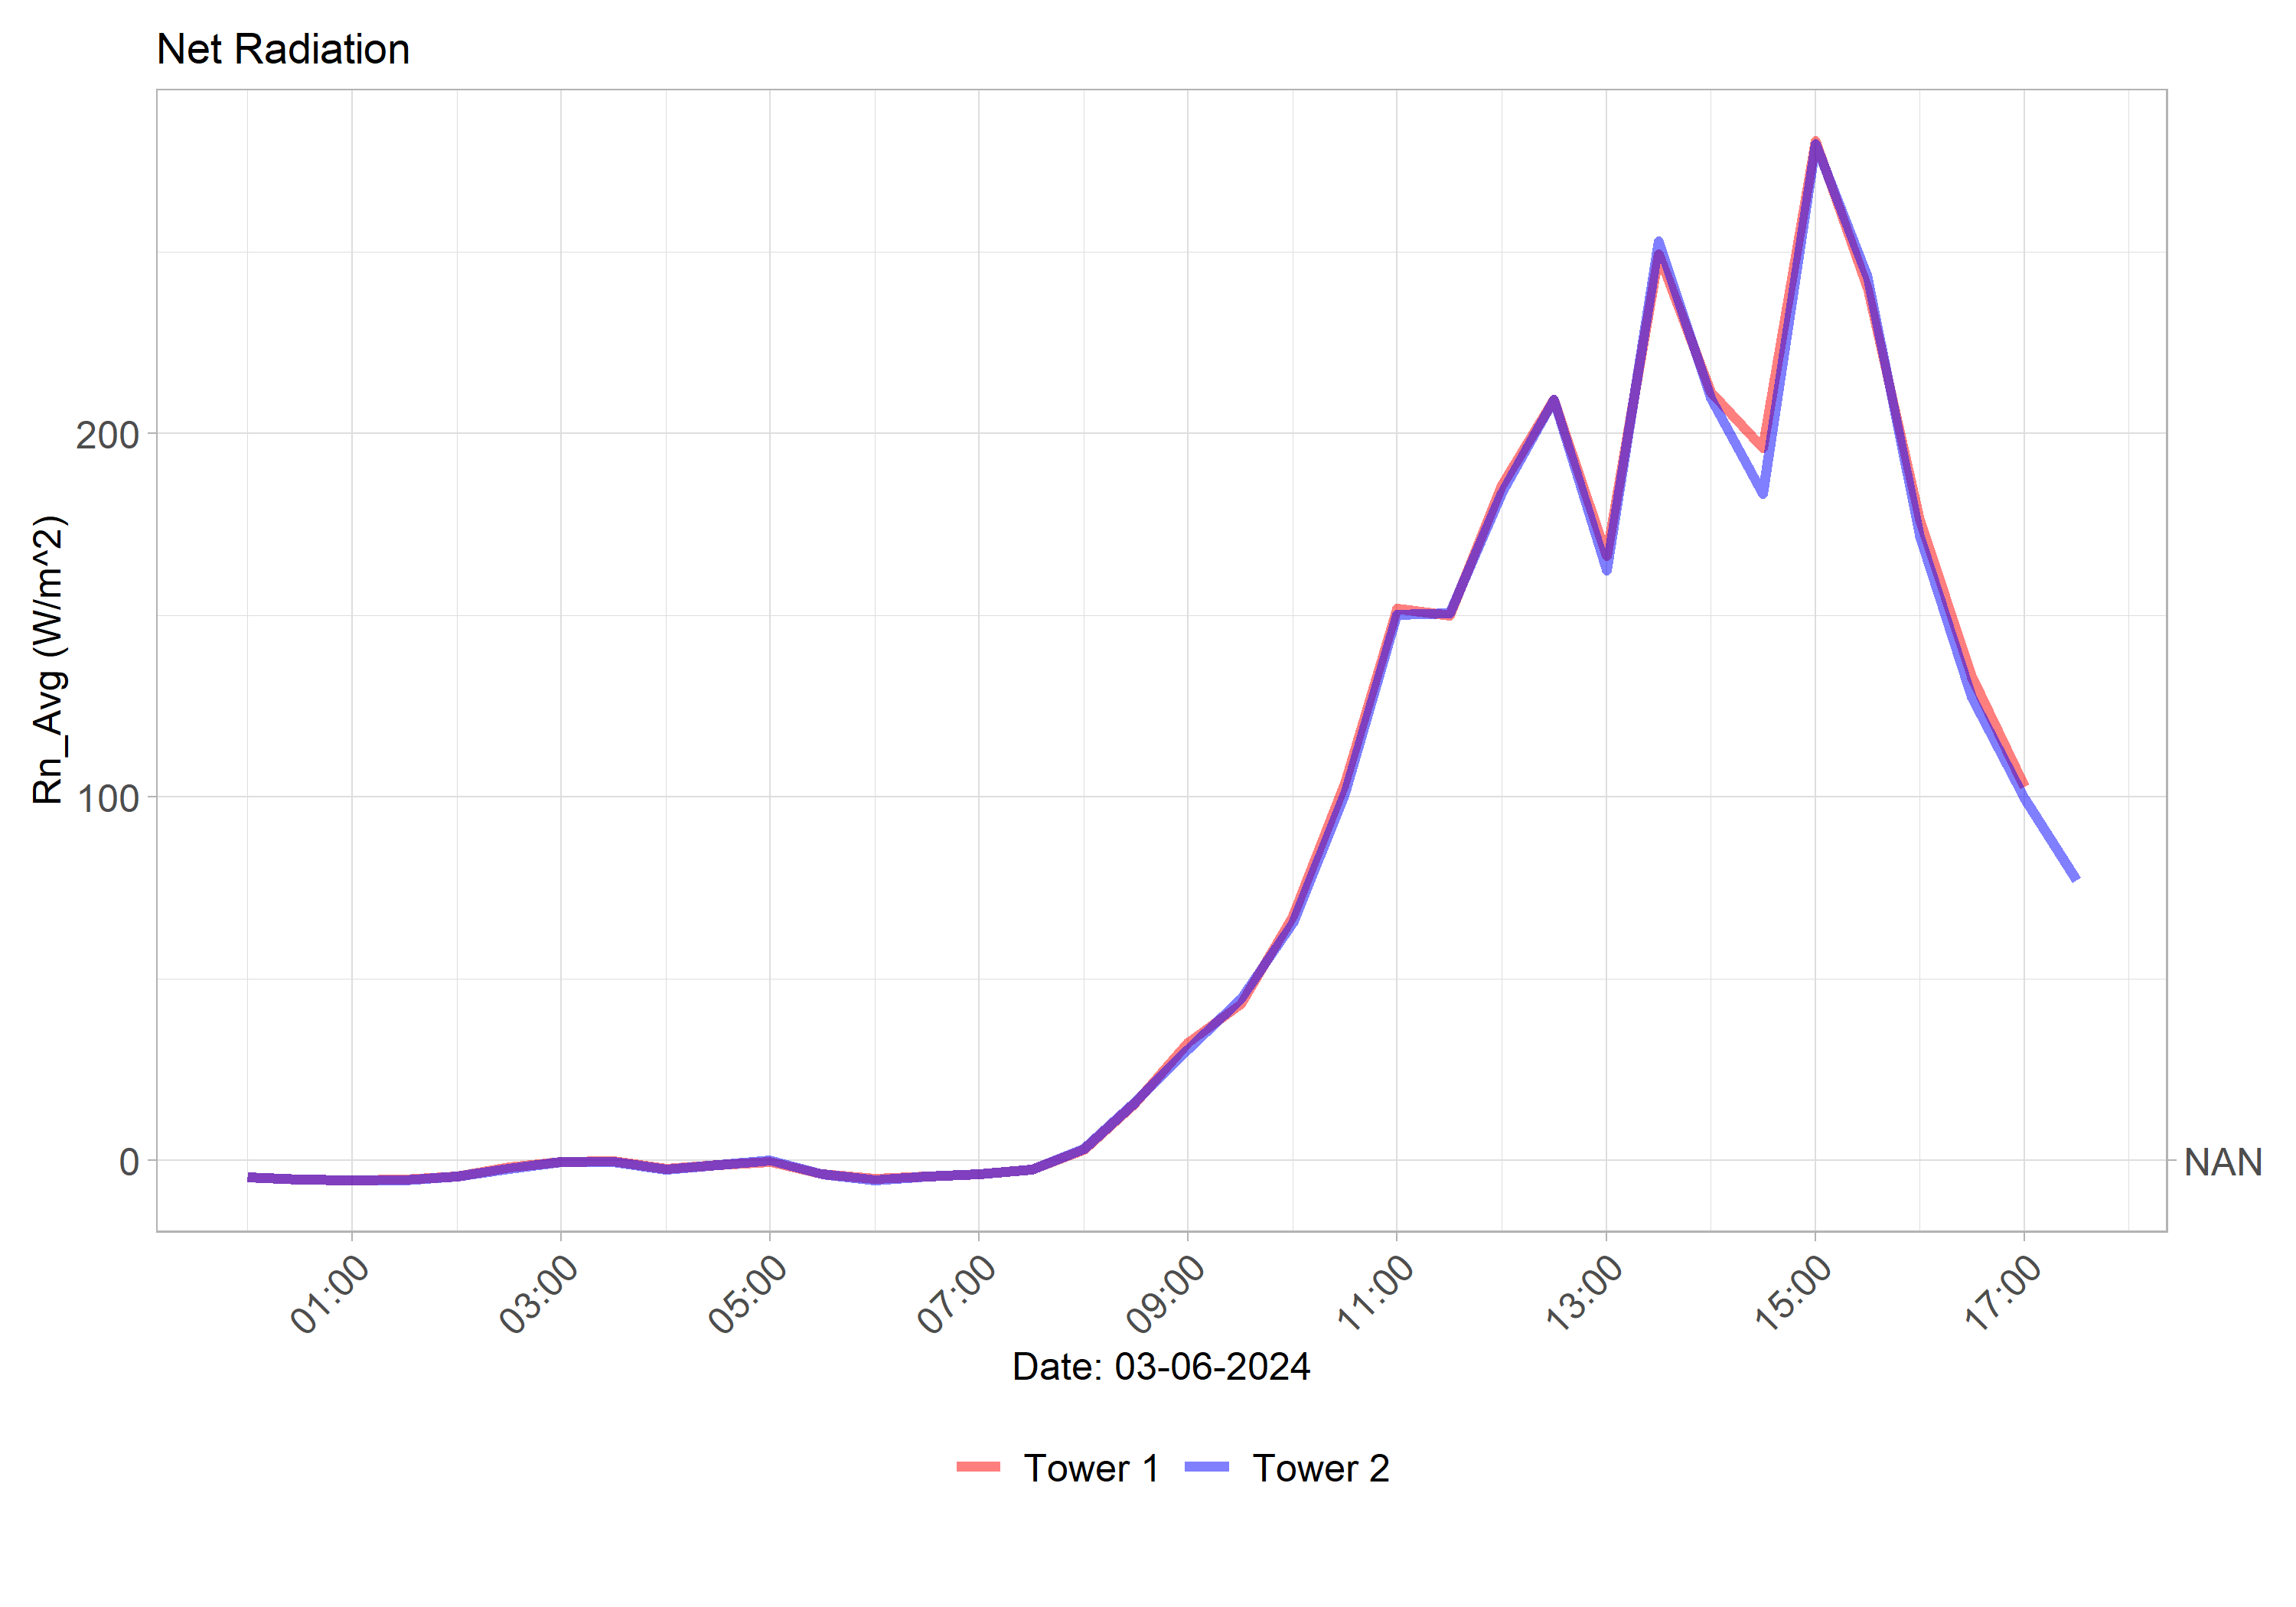 Net Radiation
Rn_Avg (W/m^2)
200
100
0
NAN
01:00
03:00
05:00
07:00
09:00
11:00
13:00
15:00
17:00
Date: 03-06-2024
Tower 1
Tower 2